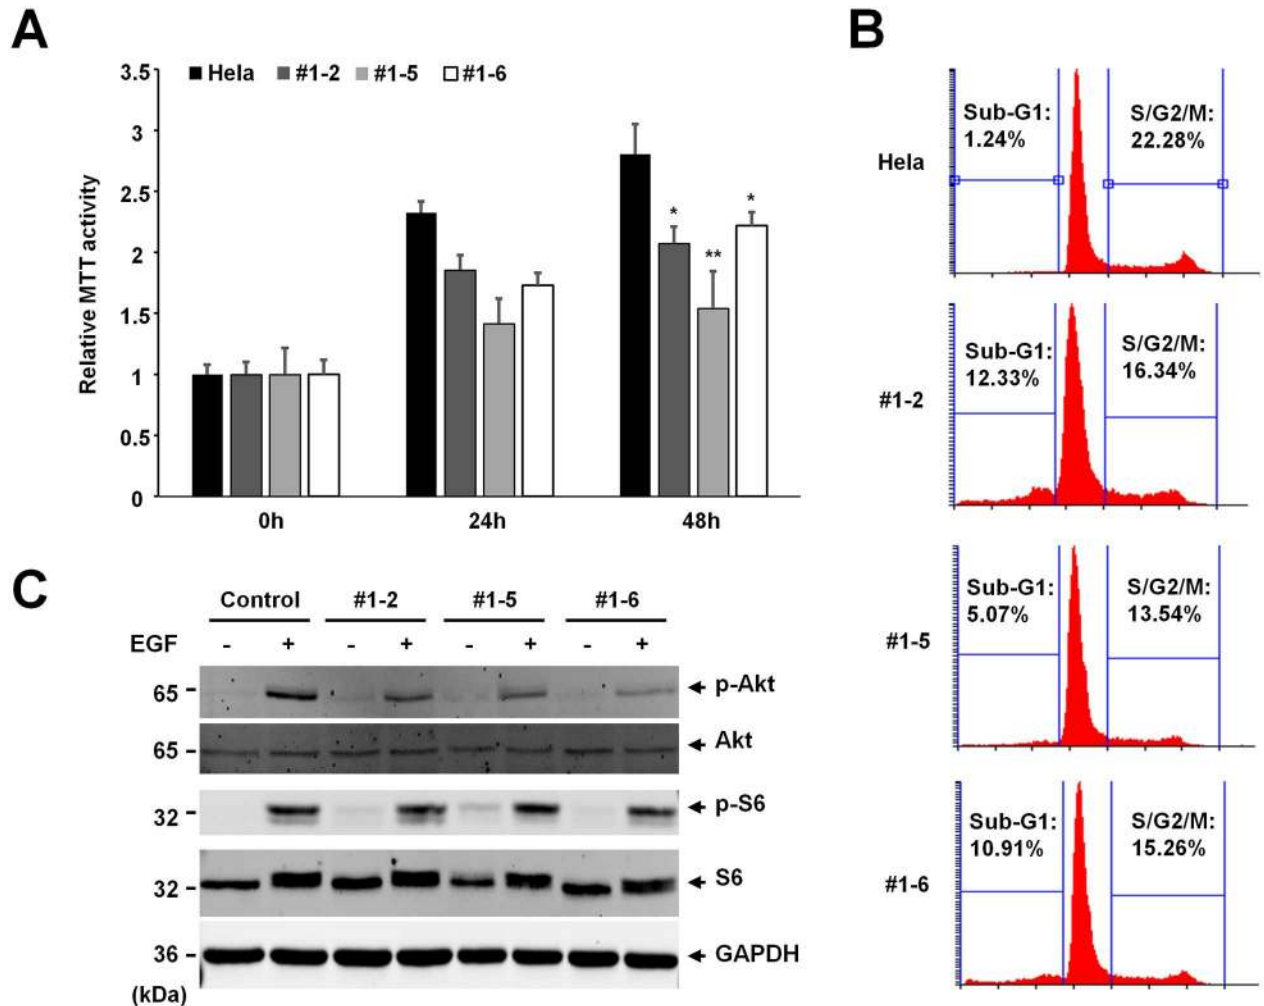 A
B
Hela #1-2 #1-5 #1-6
3.5
3
2.5
2
1.5
1
0.5
0
Relative MTT activity
* ** *
0h 24h 48h
Hela
Sub-G1:
1.24%
S/G2/M:
22.28%
#1-2
Sub-G1:
12.33%
S/G2/M:
16.34%
#1-5
Sub-G1:
5.07%
S/G2/M:
13.54%
#1-6
Sub-G1:
10.91%
S/G2/M:
15.26%
C
Control #1-2 #1-5 #1-6
EGF - + - + - + - +
65 p-Akt
65 Akt
32 p-S6
32 S6
36 GAPDH
(kDa)